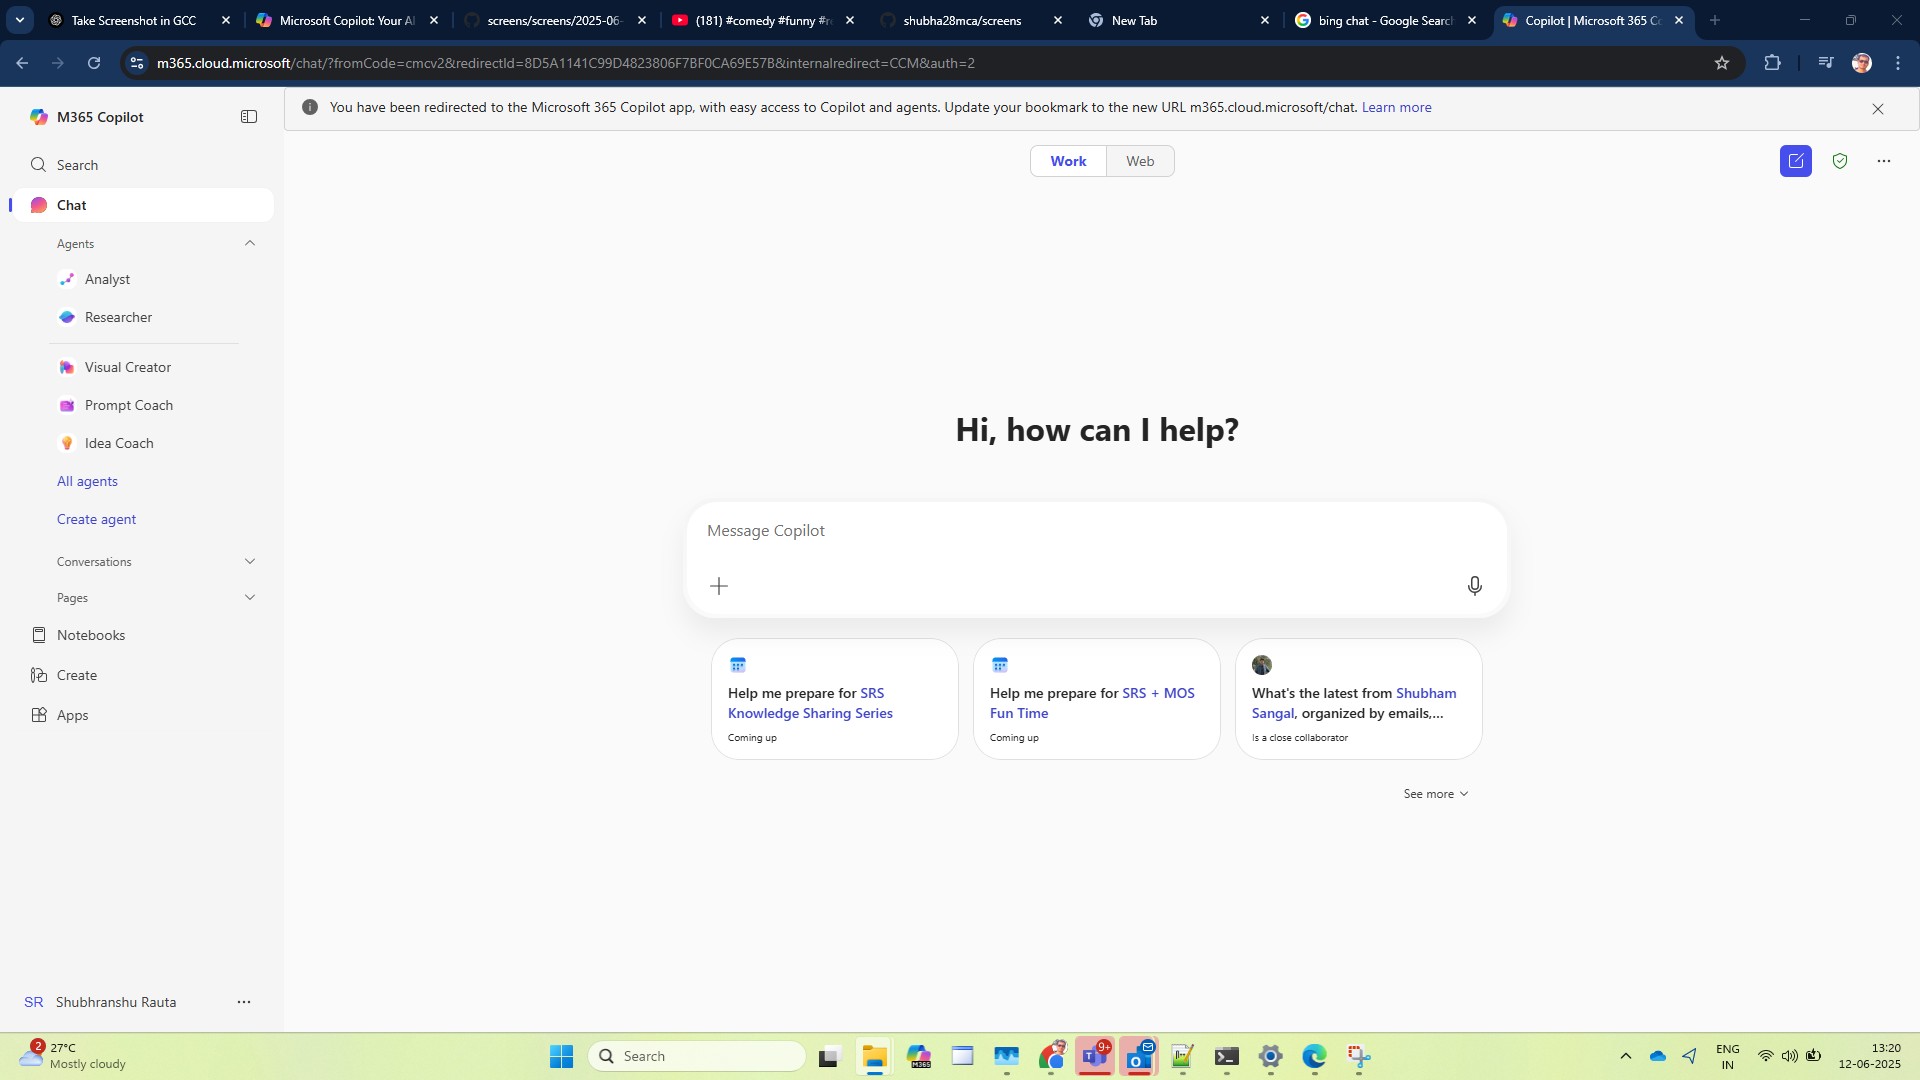 Take Screenshot in GCC
Microsoft Copilot: Your AI
screens/screens/2025-06-
(181) #comedy #funny #re
shubha28mca/screens
New Tab
bing chat - Google Search
Copilot | Microsoft 365 Co
m365.cloud.microsoft/chat/?fromCode=cmcv2&redirectId=8D5A1141C99D4823806F7BF0CA69E57B&internalredirect=CCM&auth=2
M365 Copilot
You have been redirected to the Microsoft 365 Copilot app, with easy access to Copilot and agents. Update your bookmark to the new URL m365.cloud.microsoft/chat. Learn more
Search
Chat
Agents
Analyst
Researcher
Visual Creator
Prompt Coach
Idea Coach
All agents
Create agent
Conversations
Pages
Notebooks
Create
Apps
SR Shubhranshu Rauta
Work
Web
Hi, how can I help?
Message Copilot
Help me prepare for SRS
Knowledge Sharing Series
Coming up
Help me prepare for SRS + MOS
Fun Time
Coming up
What's the latest from Shubham
Sangal, organized by emails,...
Is a close collaborator
See more
2
27°C
Mostly cloudy
Search
M365
9+
ENG
IN
13:20
12-06-2025